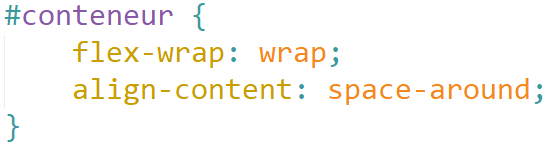 #conteneur {
    flex-wrap: wrap;
    align-content: space-around;
}